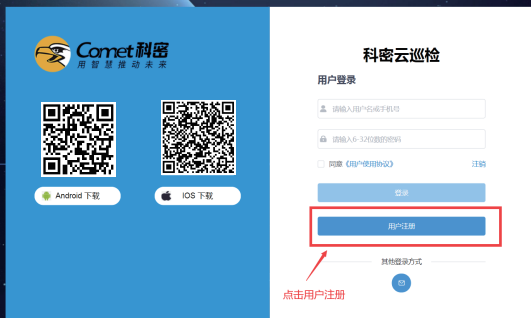 Comet科密
用智慧推动未来
Android 下载
IOS 下载
科密云巡检
用户登录
请输入用户名或手机号
请输入6-32位数的密码
同意《用户使用协议》
注销
登录
用户注册
其他登录方式
点击用户注册